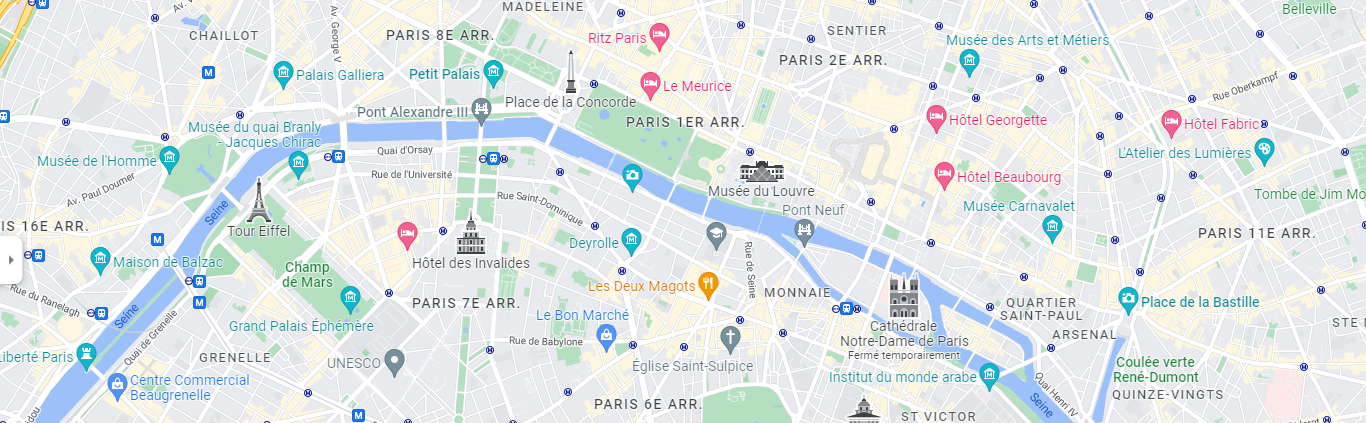 MADELEINE
Belleville
CHAILLOT
Av. George V
PARIS 8E ARR.
Ritz Paris
SENTIER
Musée des Arts et Métiers
PARIS 2E ARR.
Palais Galliera
Petit Palais
Le Meurice
Rue Oberkampf
Place de la Concorde
Pont Alexandre III
PARIS 1ER ARR.
Hôtel Georgette
Hôtel Fabric
Musée du quai Branly
- Jacques Chirac
Quai d'Orsay
L'Atelier des Lumières
Musée de l'Homme
Rue de l'Université
Av. Paul Doumer
Musée du Louvre
Hôtel Beaubourg
Tombe de Jim Mo
Rue Saint-Dominique
Seine
Pont Neuf
Musée Carnavalet
IS 16E ARR.
Tour Eiffel
Deyrolle
PARIS 11E ARR.
Maison de Balzac
Hôtel des Invalides
Rue de Seine
Champ
de Mars
Les Deux Magots
MONNAIE
Rue du Ranelagh
PARIS 7E ARR.
QUARTIER
SAINT-PAUL
Place de la Bastille
Seine
Le Bon Marché
Grand Palais Éphémère
Cathédrale
Notre-Dame de Paris
Fermé temporairement
STE
ARSENAL
Quai de Grenelle
Rue de Babylone
Liberté Paris
GRENELLE
UNESCO
Église Saint-Sulpice
Institut du monde arabe
Coulée verte
René-Dumont
Centre Commercial
Beaugrenelle
Quai Henri IV
QUINZE-VINGTS
PARIS 6E ARR.
Seine
ST VICTOR